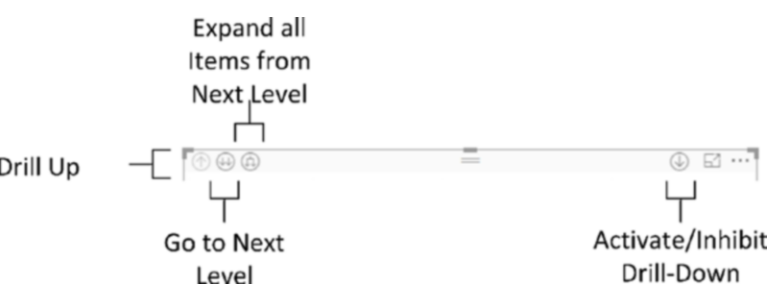 Expand all
Items from
Next Level
Drill Up
Go to Next
Level
Activate/Inhibit
Drill-Down